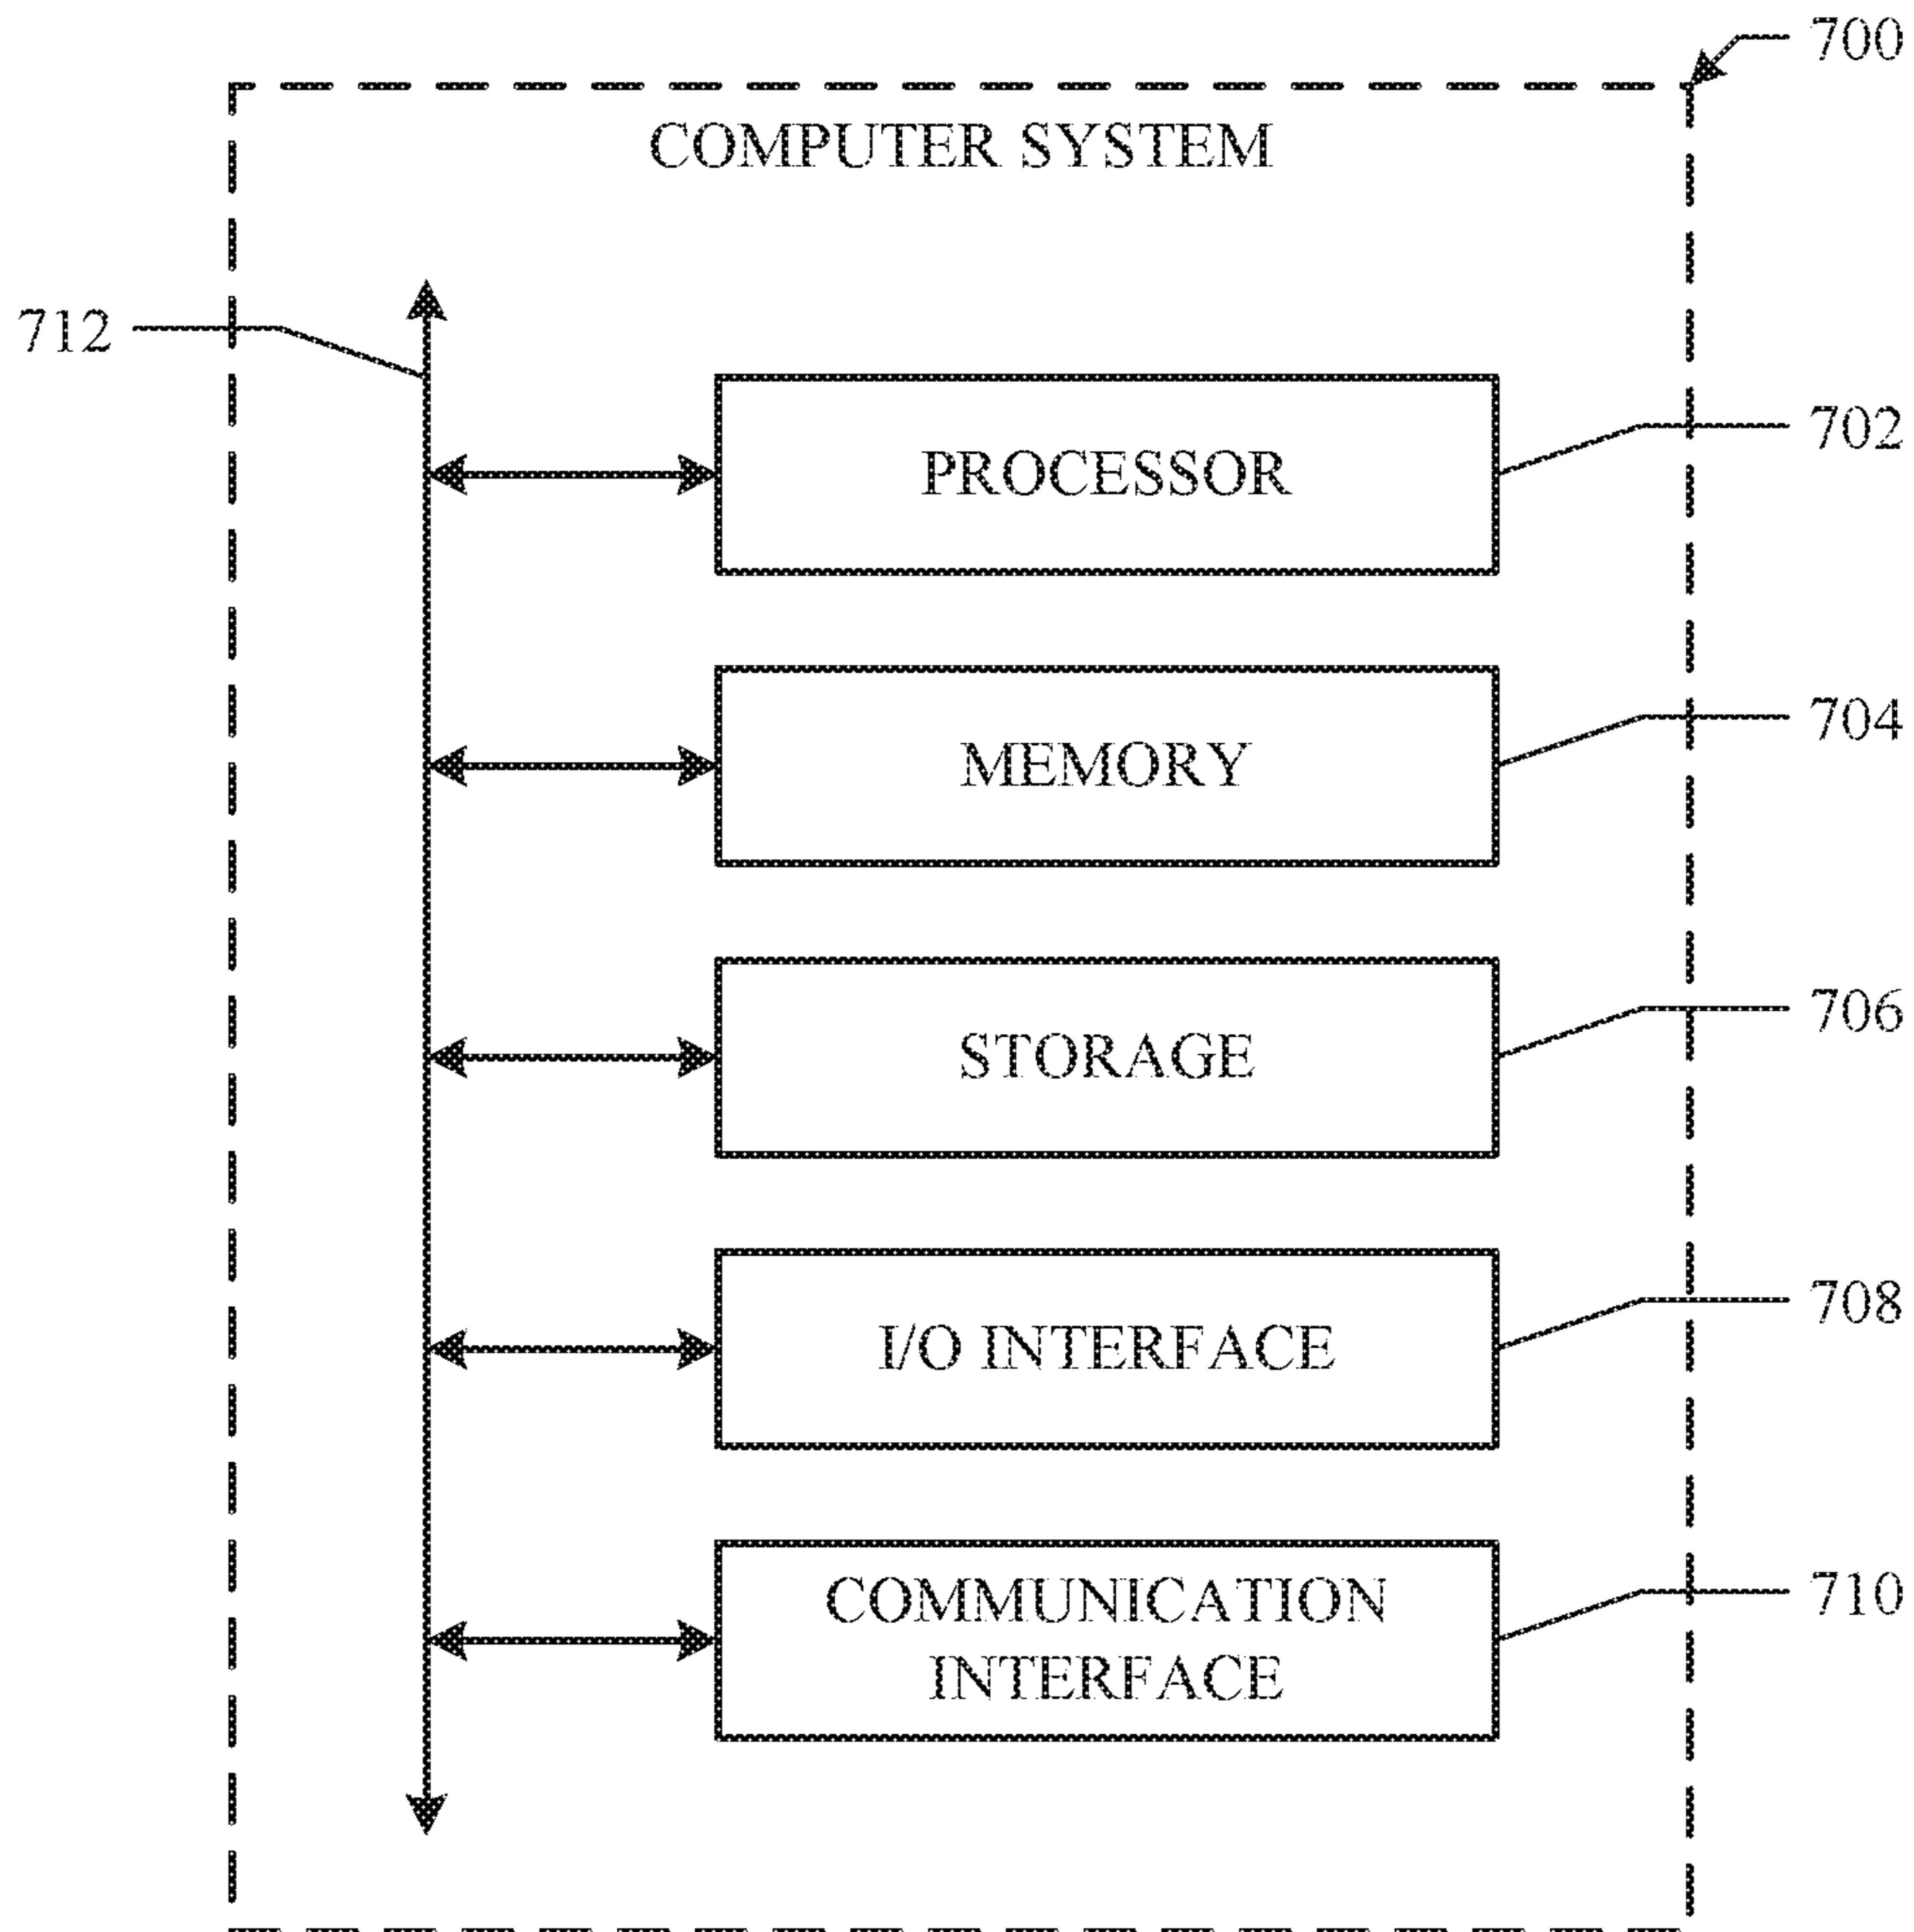 700
COMPUTER SYSTEM
712
PROCESSOR
702
MEMORY
704
STORAGE
706
I/O INTERFACE
708
COMMUNICATION
INTERFACE
710